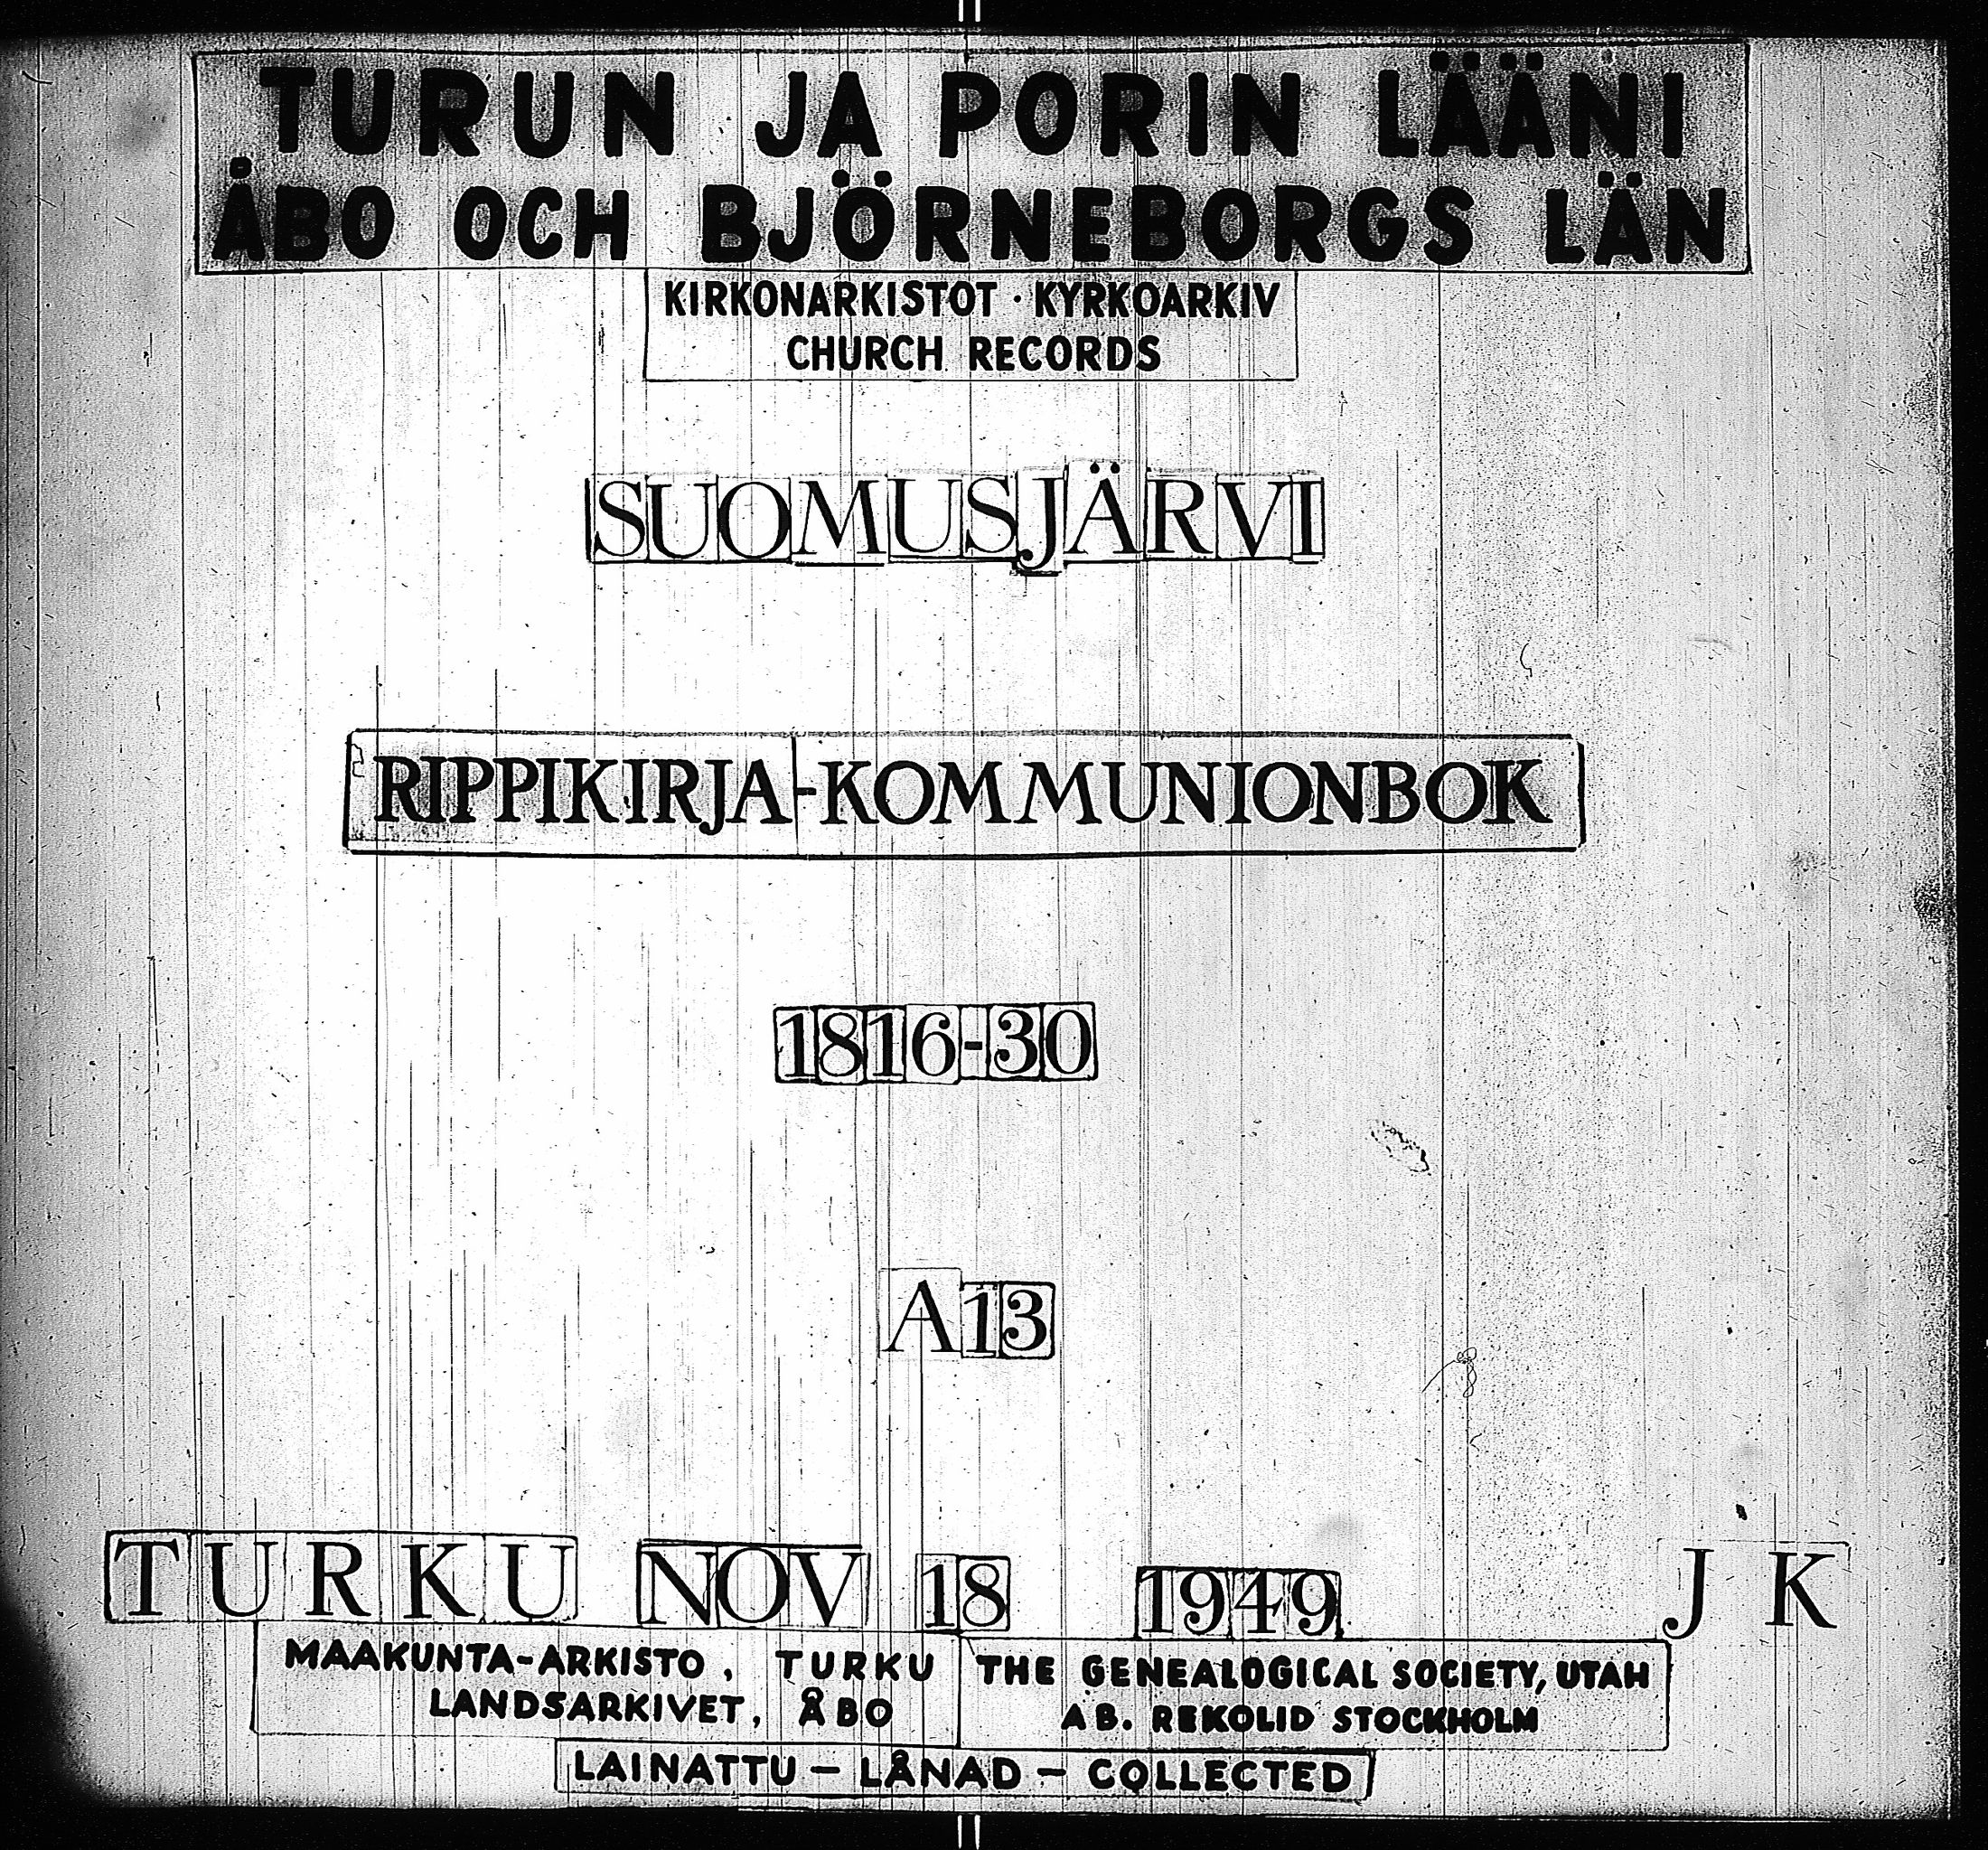 TURUN JA PORIN LÄÄNI
ÅBO OCH BJÖRNEBORGS LÄN
KIRKONARKISTOT · KYRKOARKIV
CHURCH RECORDS
SUOMUSJÄRVI
RIPPIKIRJA-KOMMUNIONBOK
1816-30
A13
TURKU NOV 18 1949 J K
MAAKUNTA-ARKISTO, TURKU
LANDSARKIVET, ÅBO
THE GENEALOGICAL SOCIETY, UTAH
AB. REKOLID STOCKHOLM
LAINATTU - LÅNAD - COLLECTED